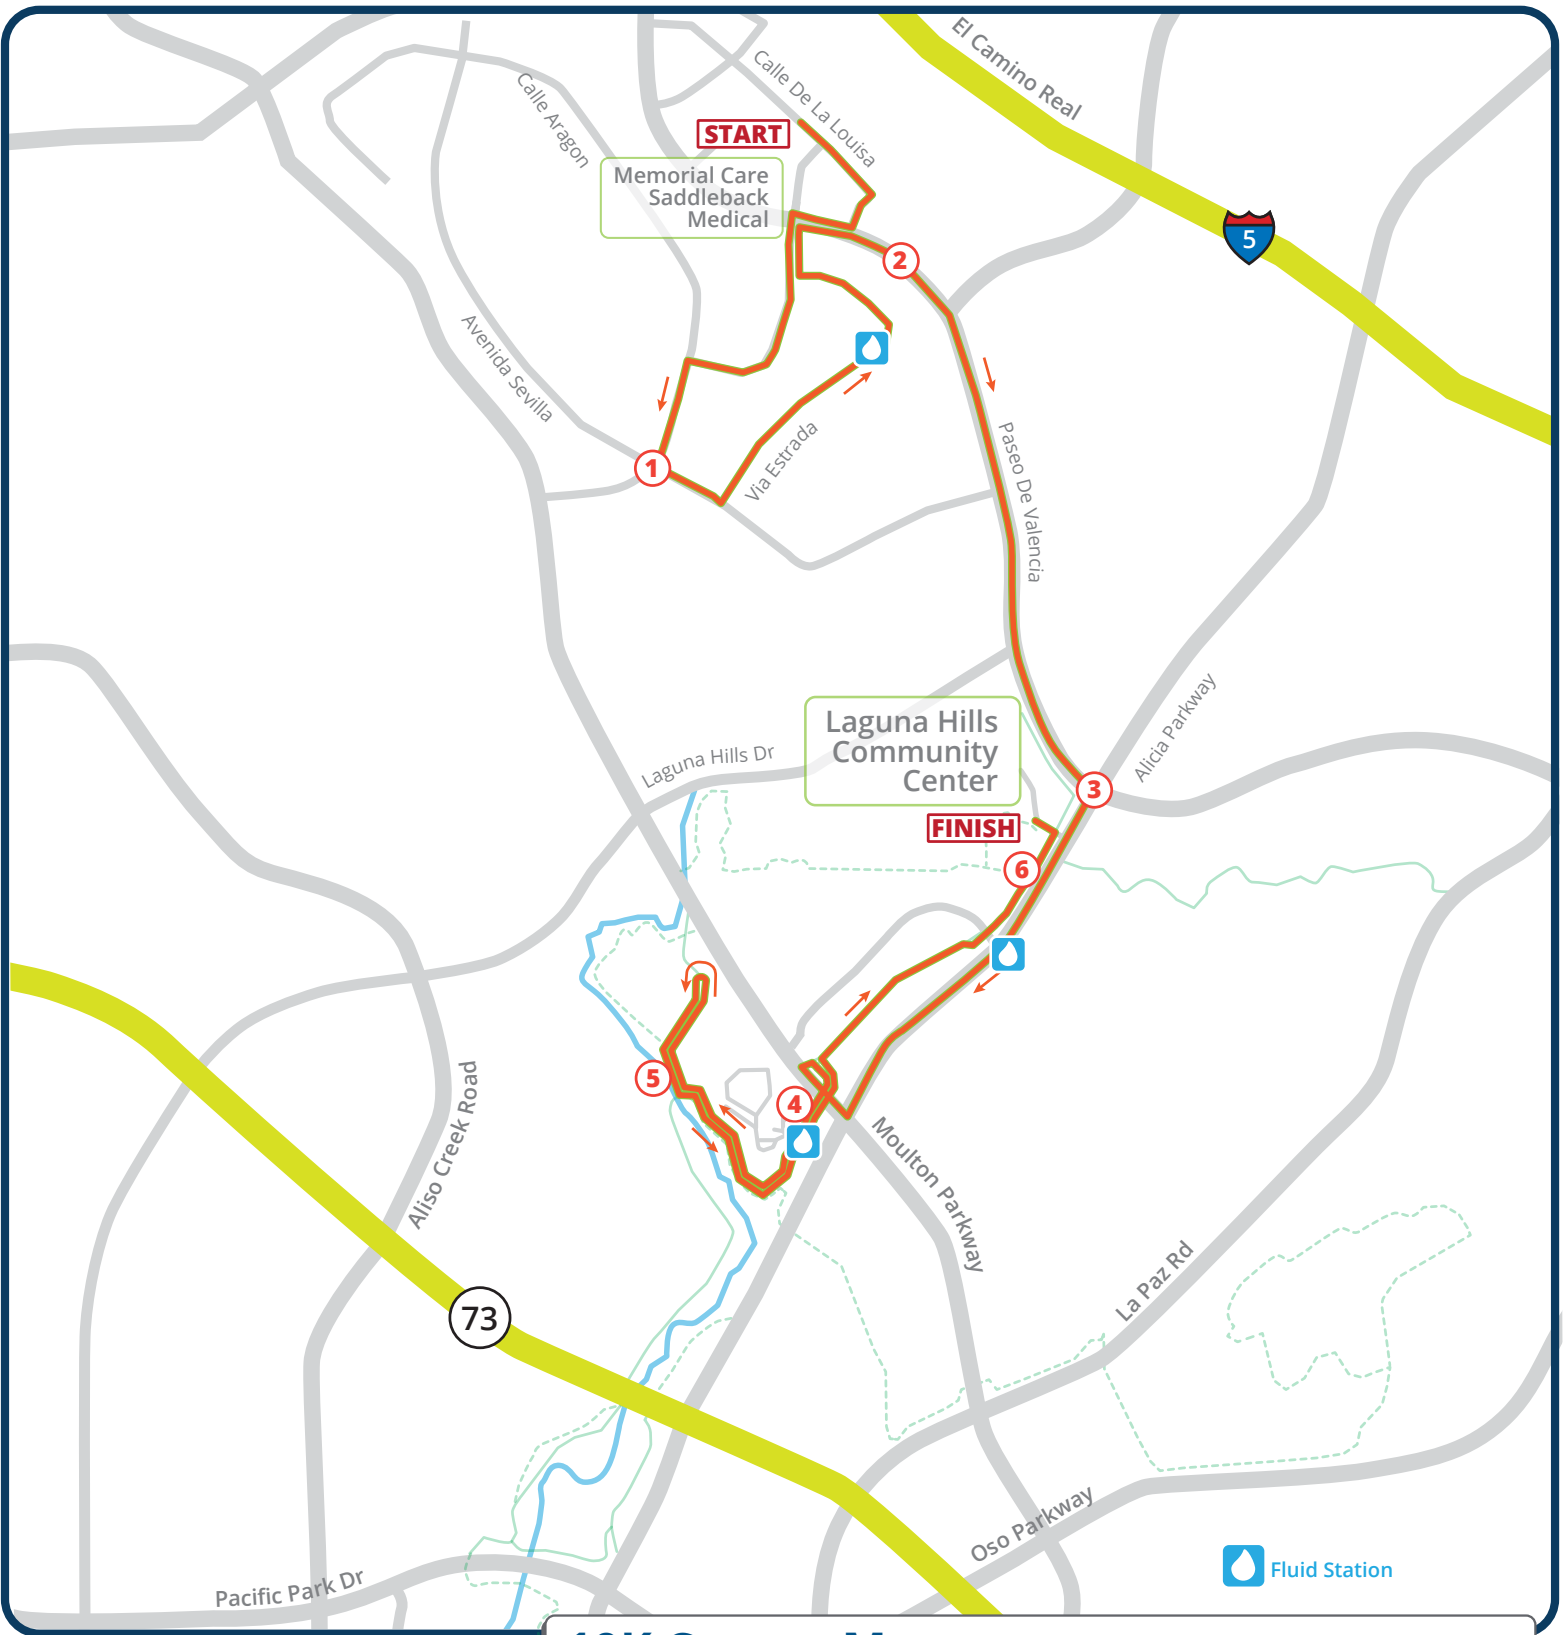 El Camino Real
Calle De La Louisa
Calle Aragon
START
Memorial Care
Saddleback
Medical
5
2
Avenida Sevilla
1
Via Estrada
Paseo De Valencia
Alicia Parkway
Laguna Hills
Community
Center
Laguna Hills Dr
3
FINISH
6
5
4
Aliso Creek Road
Moulton Parkway
La Paz Rd
73
Oso Parkway
Fluid Station
Pacific Park Dr